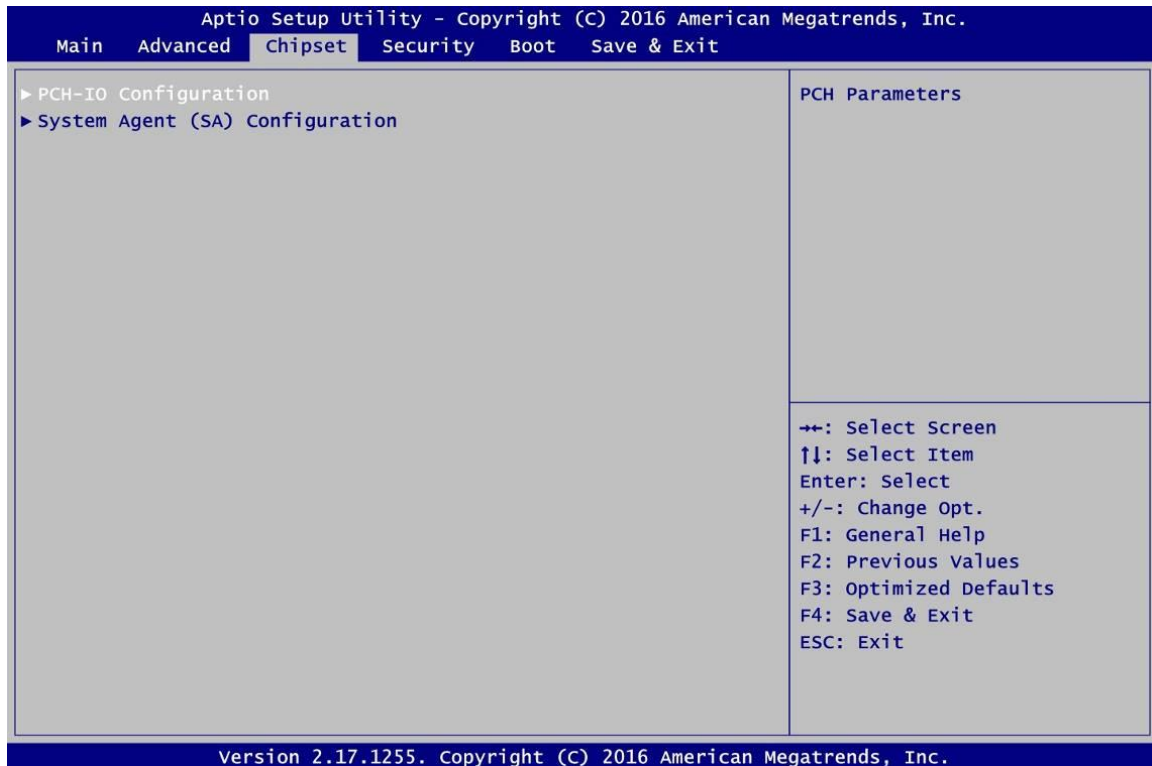 Aptio Setup Utility – Copyright (C) 2016 American Megatrends, Inc.
Main Advanced Chipset Security Boot Save & Exit
►PCH-IO Configuration
►System Agent (SA) Configuration
PCH Parameters
→←: Select Screen
↑↓: Select Item
Enter: Select
+/-: Change Opt.
F1: General Help
F2: Previous Values
F3: Optimized Defaults
F4: Save & Exit
ESC: Exit
Version 2.17.1255. Copyright (C) 2016 American Megatrends, Inc.